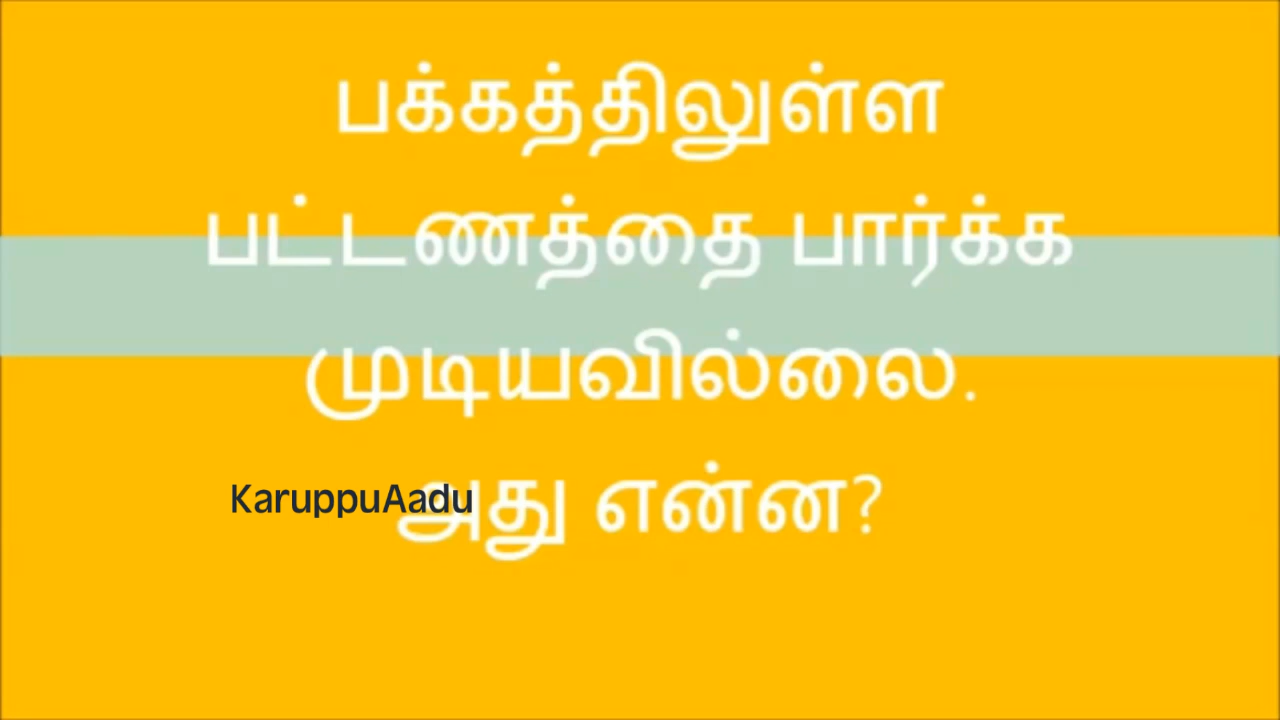 பக்கத்திலுள்ள
பட்டணத்தை பார்க்க
முடியவில்லை.
KaruppuAadu
அது என்ன?